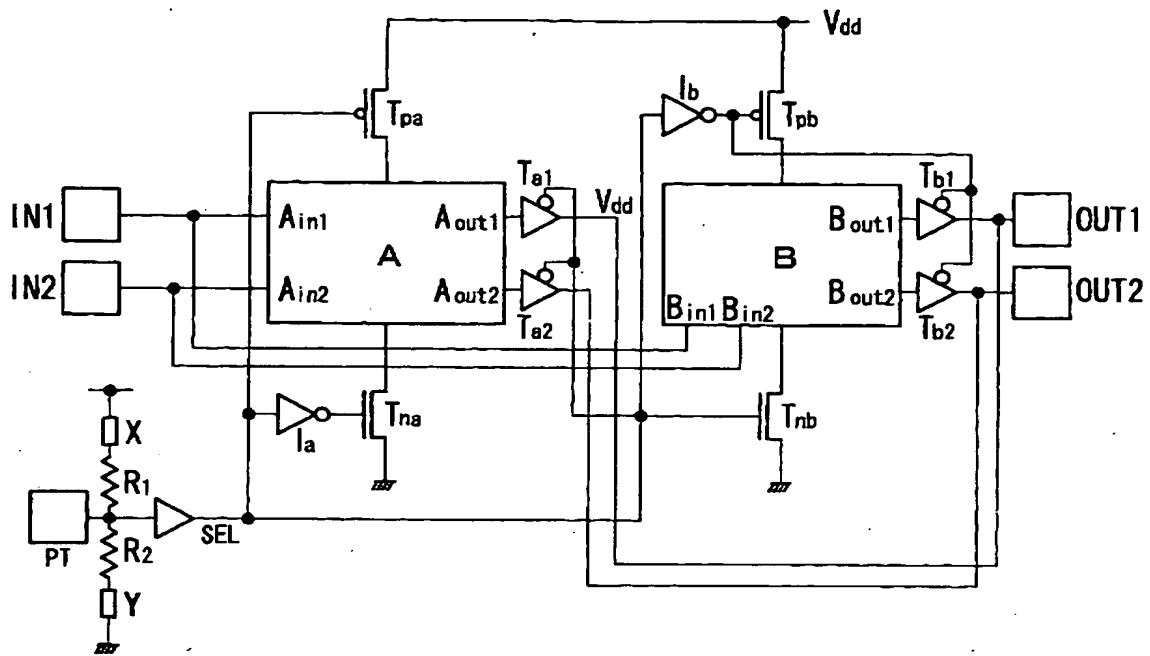 Vdd
Ib
Tpa
Tpb
Ta1
Vdd
Tb1
IN1
Ain1
Aout1
Bout1
OUT1
A
B
IN2
Ain2
Aout2
Bout2
OUT2
Bin1 Bin2
Ta2
Tb2
Tna
Tnb
Ia
X
R1
PT
SEL
R2
Y